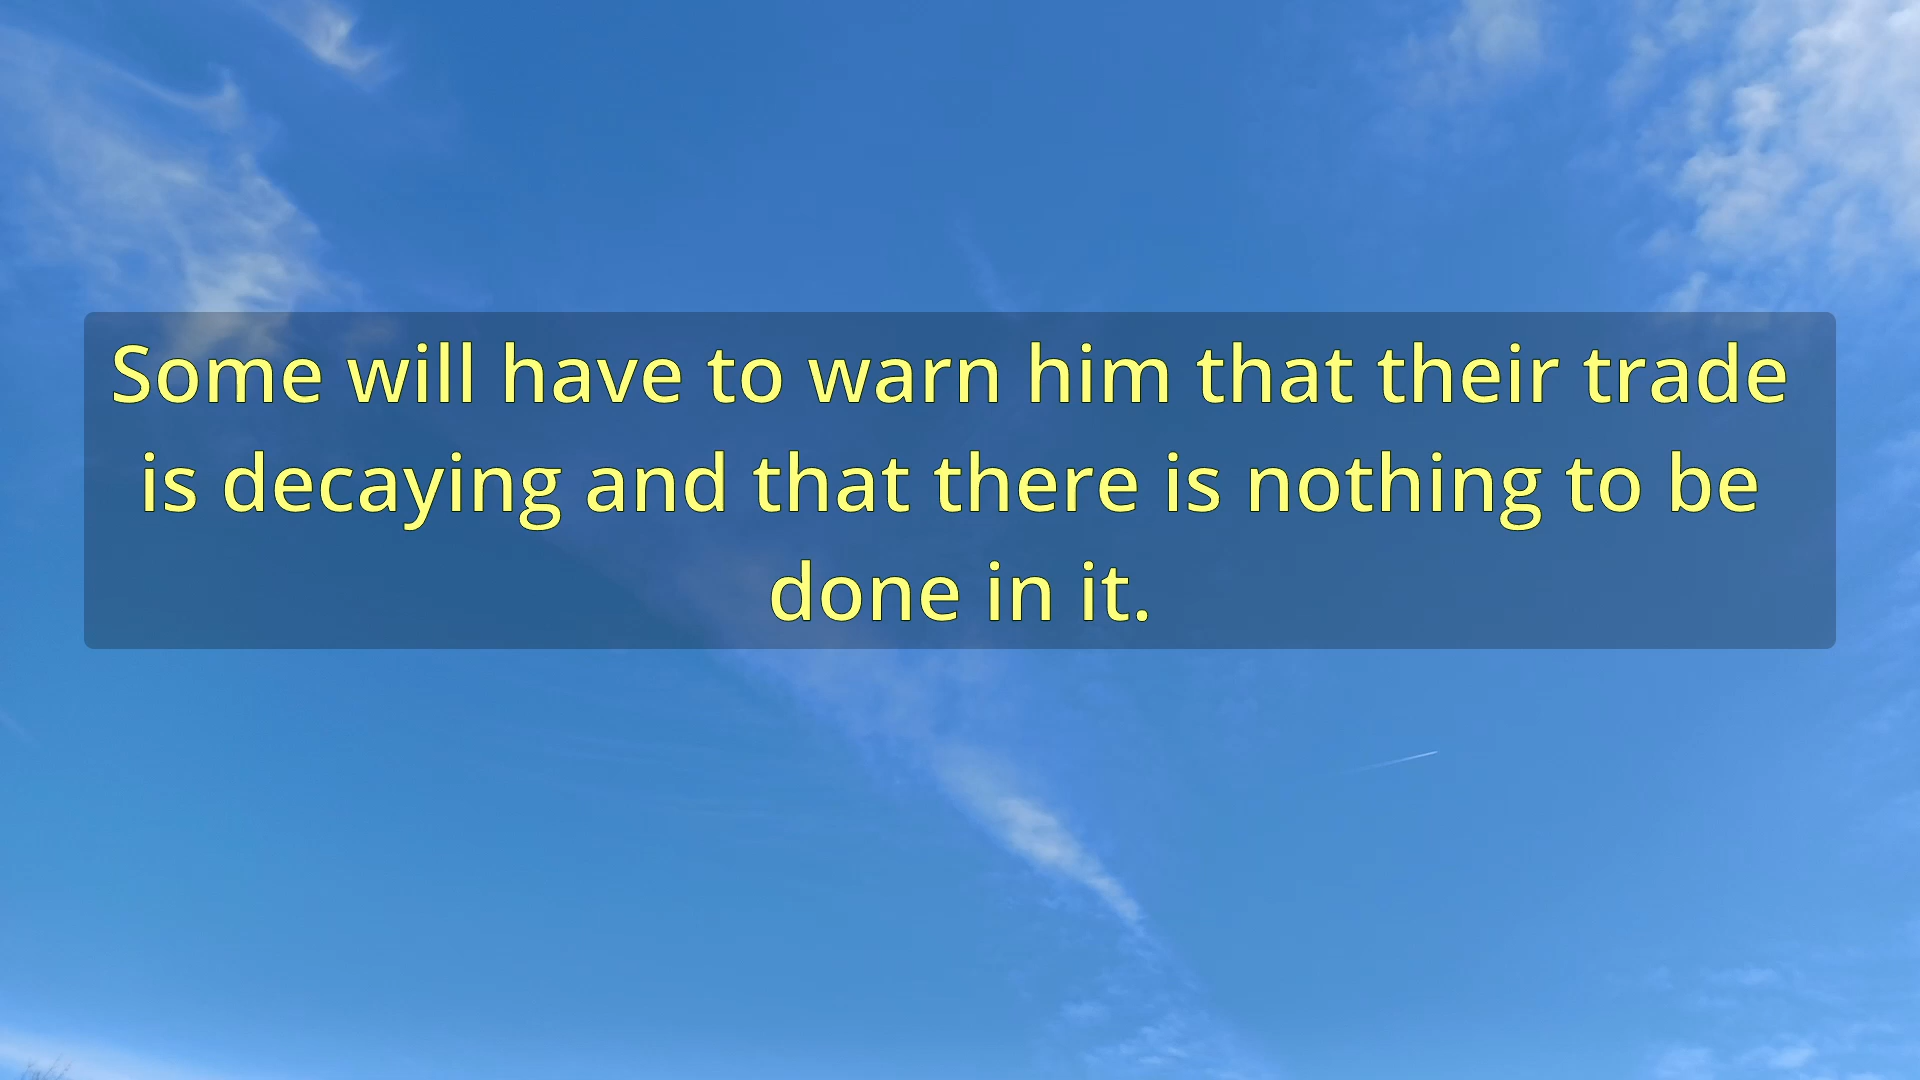 Some will have to warn him that their trade
is decaying and that there is nothing to be
done in it.